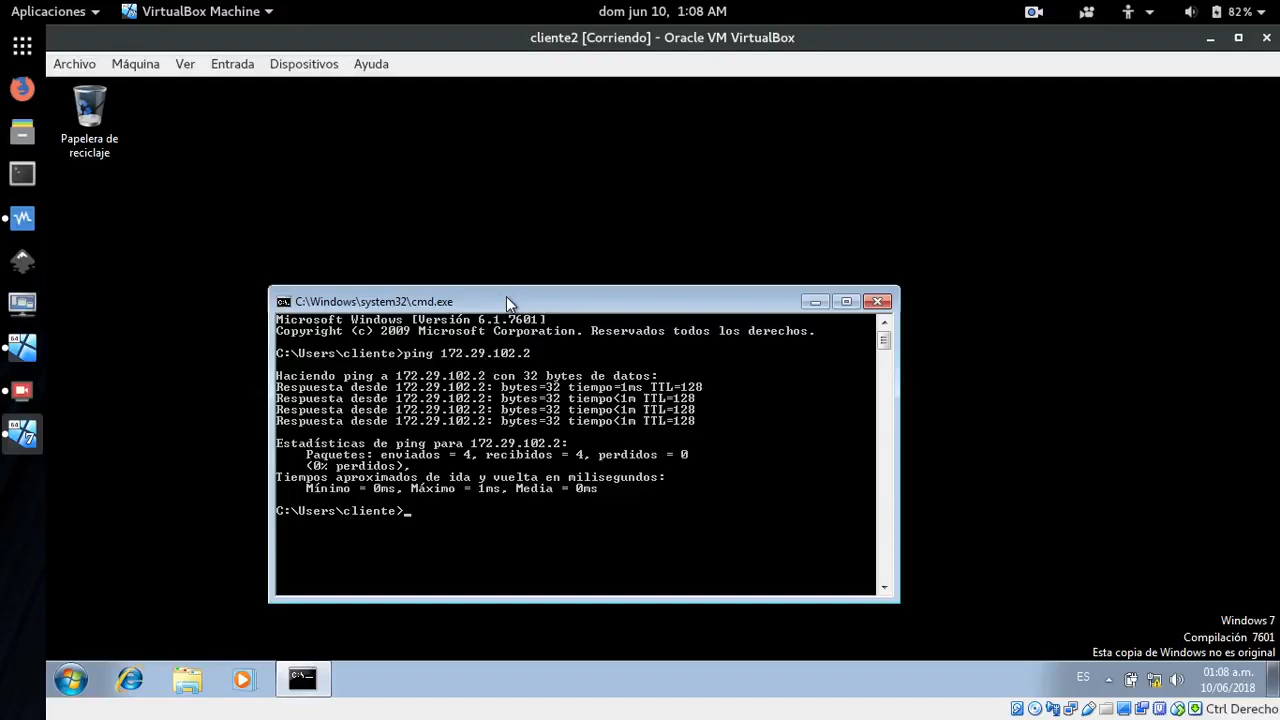 Aplicaciones
VirtualBox Machine
dom jun 10, 1:08 AM
82%
cliente2 [Corriendo] - Oracle VM VirtualBox
Archivo Máquina Ver Entrada Dispositivos Ayuda
Papelera de
reciclaje
C:\Windows\system32\cmd.exe
Microsoft Windows [Versión 6.1.7601]
Copyright (c) 2009 Microsoft Corporation. Reservados todos los derechos.
C:\Users\cliente>ping 172.29.102.2
Haciendo ping a 172.29.102.2 con 32 bytes de datos:
Respuesta desde 172.29.102.2: bytes=32 tiempo=1ms TTL=128
Respuesta desde 172.29.102.2: bytes=32 tiempo<1m TTL=128
Respuesta desde 172.29.102.2: bytes=32 tiempo<1m TTL=128
Respuesta desde 172.29.102.2: bytes=32 tiempo<1m TTL=128
Estadísticas de ping para 172.29.102.2:
Paquetes: enviados = 4, recibidos = 4, perdidos = 0
(0% perdidos),
Tiempos aproximados de ida y vuelta en milisegundos:
Mínimo = 0ms, Máximo = 1ms, Media = 0ms
C:\Users\cliente>_
Windows 7
Compilación 7601
Esta copia de Windows no es original
ES
01:08 a.m.
10/06/2018
Ctrl Derecho